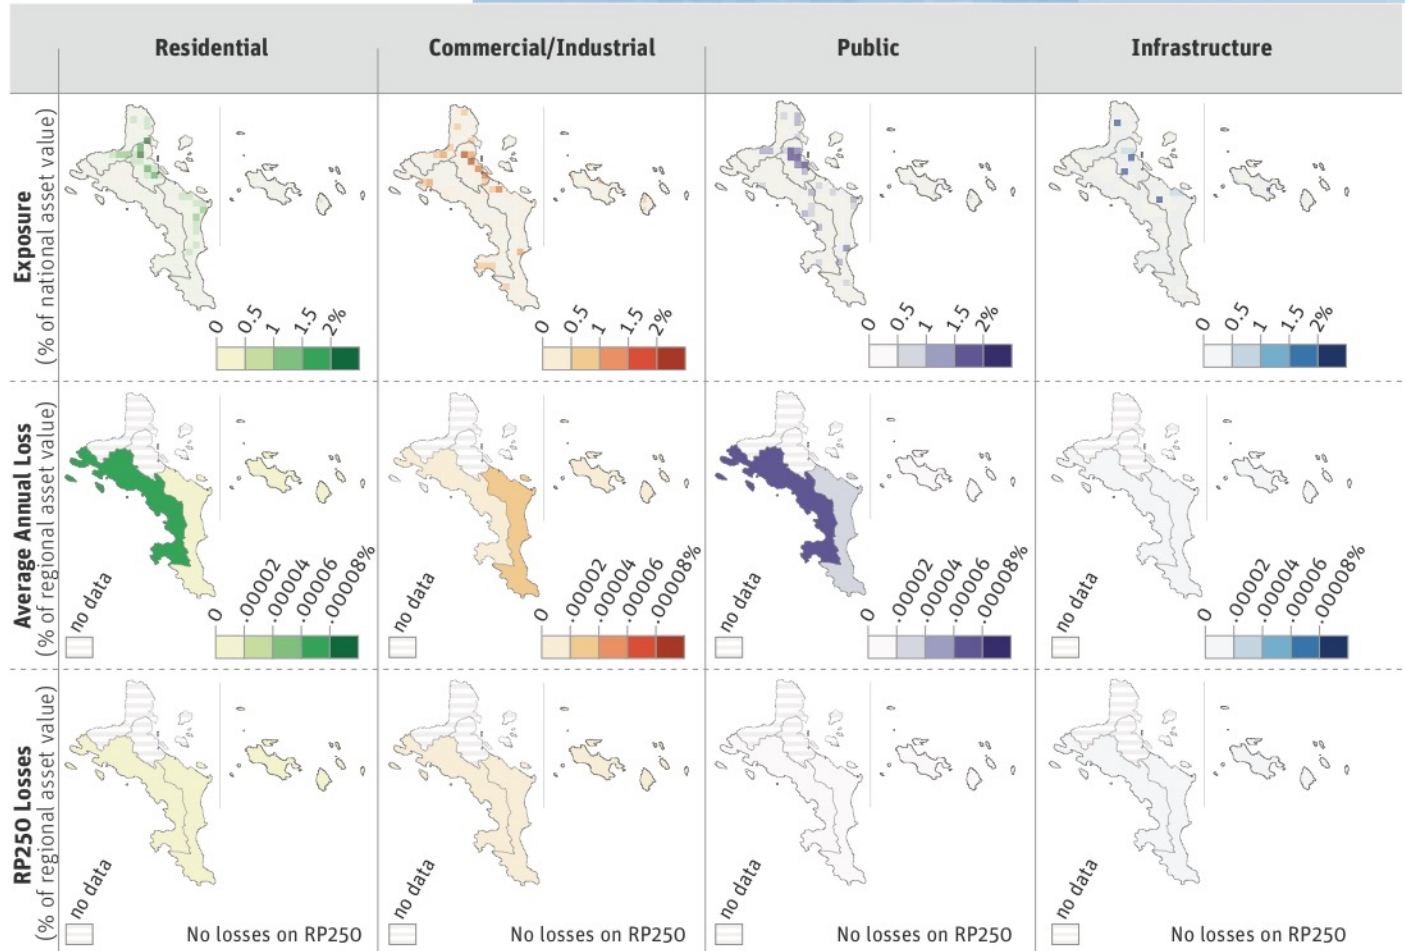 Residential
Commercial/Industrial
Public
Infrastructure
Exposure
(% of national asset value)
0 0.5 1 1.5 2%
0 0.5 1 1.5 2%
0 0.5 1 1.5 2%
0 0.5 1 1.5 2%
Average Annual Loss
(% of regional asset value)
no data
0 .00002 .00004 .00006 .00008%
no data
0 .00002 .00004 .00006 .00008%
no data
0 .00002 .00004 .00006 .00008%
no data
0 .00002 .00004 .00006 .00008%
RP250 Losses
(% of regional asset value)
no data
No losses on RP250
no data
No losses on RP250
no data
No losses on RP250
no data
No losses on RP250